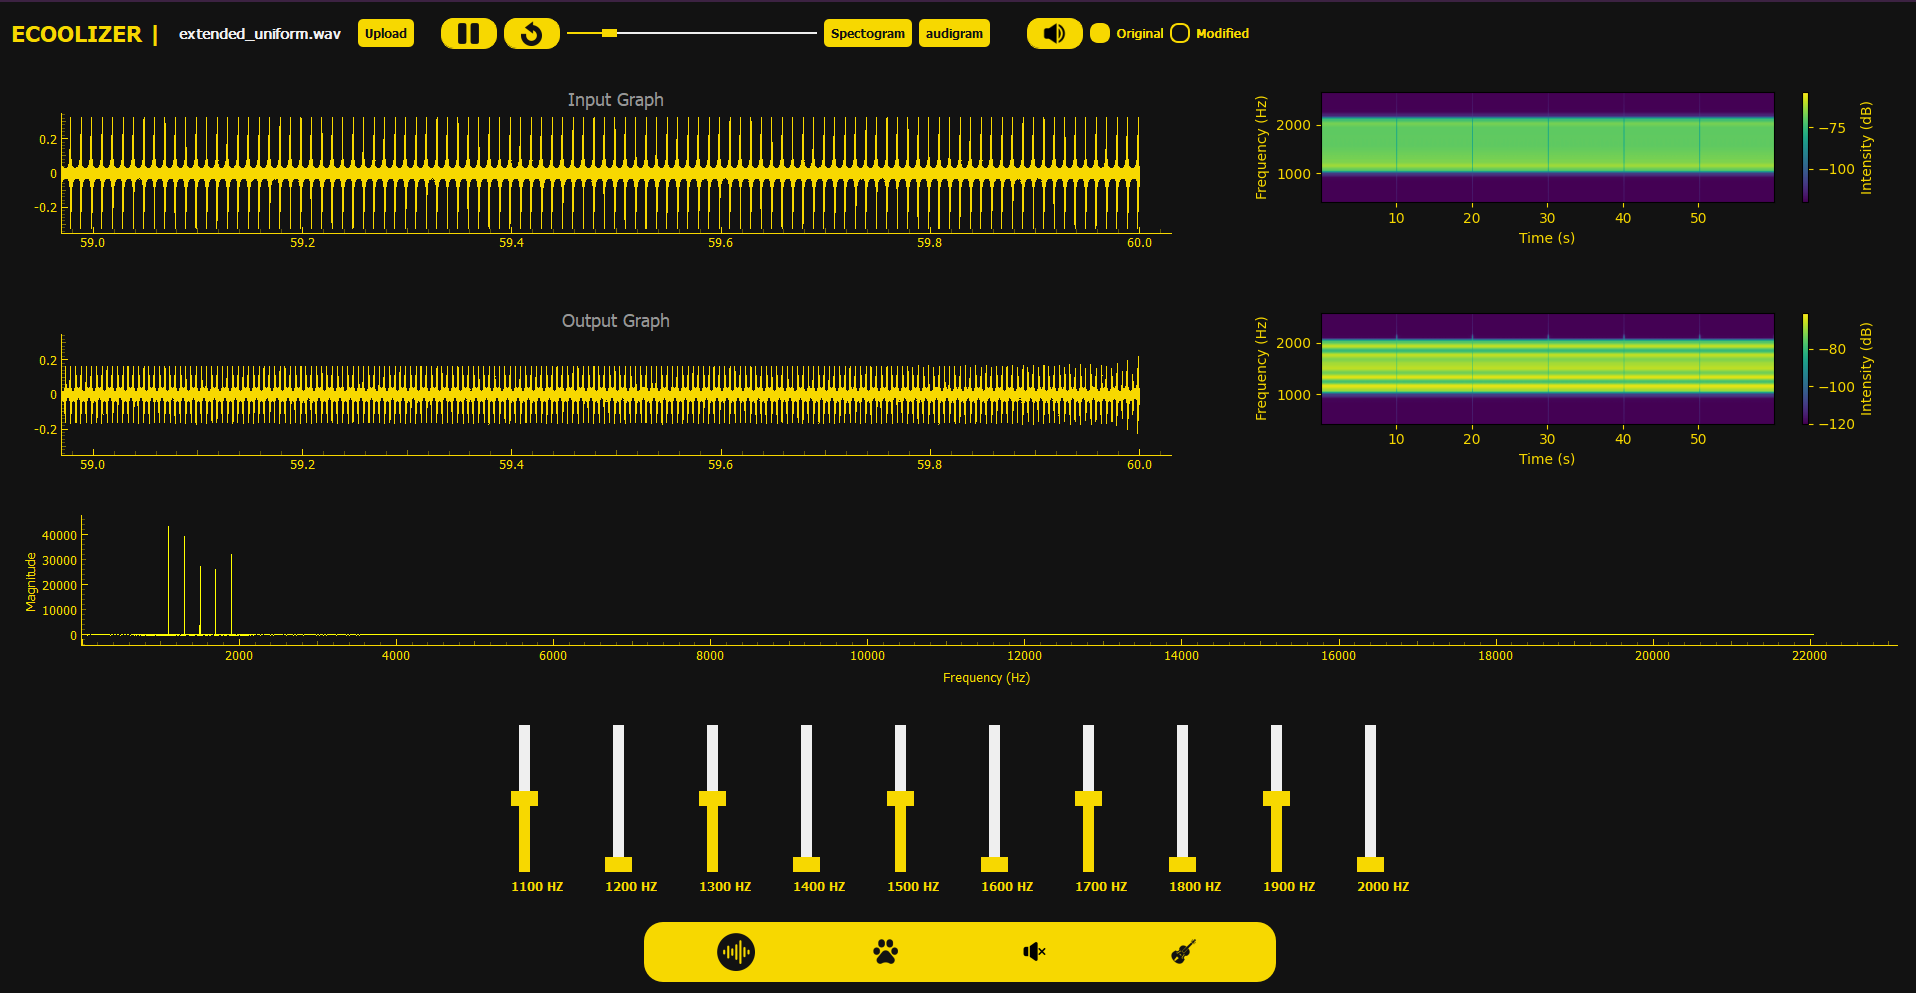 ECOOLIZER | extended_uniform.wav Upload Spectogram audigram Original Modified
Input Graph
0.2
0
-0.2
59.0 59.2 59.4 59.6 59.8 60.0
Frequency (Hz)
2000
1000
10 20 30 40 50
Time (s)
−75
−100
Intensity (dB)
Output Graph
0.2
0
-0.2
59.0 59.2 59.4 59.6 59.8 60.0
Frequency (Hz)
2000
1000
10 20 30 40 50
Time (s)
−80
−100
−120
Intensity (dB)
Magnitude
40000
30000
20000
10000
0
2000 4000 6000 8000 10000 12000 14000 16000 18000 20000 22000
Frequency (Hz)
1100 HZ 1200 HZ 1300 HZ 1400 HZ 1500 HZ 1600 HZ 1700 HZ 1800 HZ 1900 HZ 2000 HZ